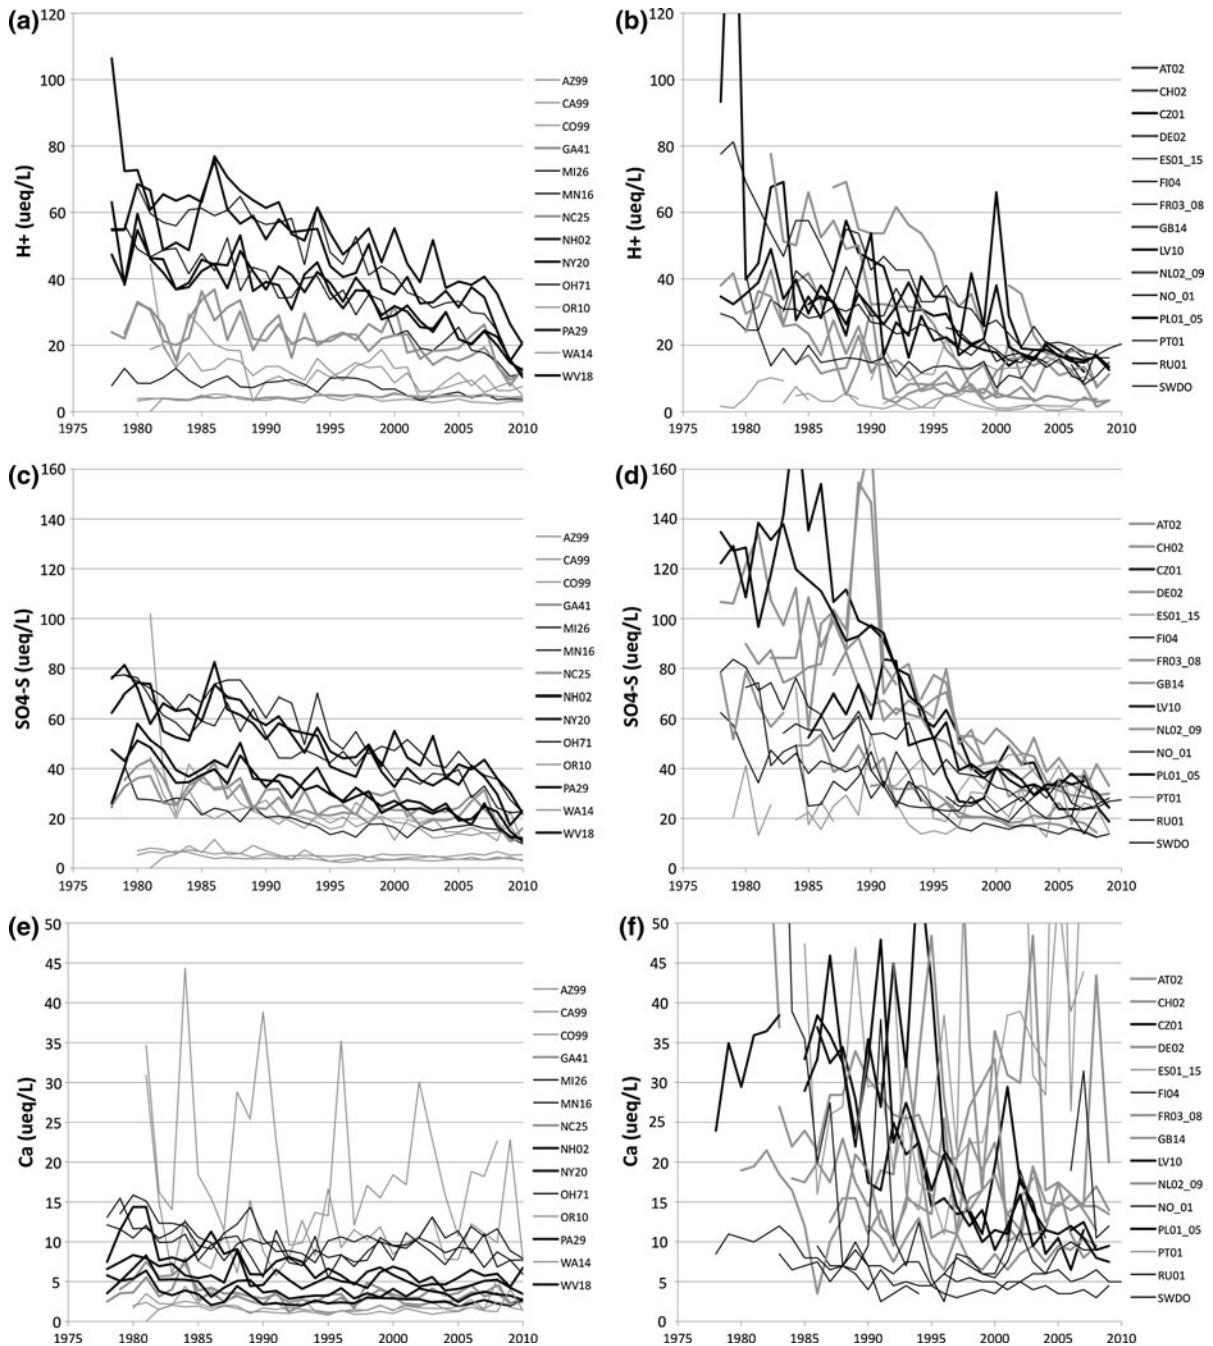 (a)
H+ (ueq/L)
120
100
80
60
40
20
0
1975 1980 1985 1990 1995 2000 2005 2010
AZ99
CA99
CO99
GA41
MI26
MN16
NC25
NH02
NY20
OH71
OR10
PA29
WA14
WV18
(b)
H+ (ueq/L)
120
100
80
60
40
20
0
1975 1980 1985 1990 1995 2000 2005 2010
AT02
CH02
CZ01
DE02
ES01_15
FI04
FR03_08
GB14
LV10
NL02_09
NO_01
PL01_05
PT01
RU01
SWDO
(c)
SO4-S (ueq/L)
160
140
120
100
80
60
40
20
0
1975 1980 1985 1990 1995 2000 2005 2010
AZ99
CA99
CO99
GA41
MI26
MN16
NC25
NH02
NY20
OH71
OR10
PA29
WA14
WV18
(d)
SO4-S (ueq/L)
160
140
120
100
80
60
40
20
0
1975 1980 1985 1990 1995 2000 2005 2010
AT02
CH02
CZ01
DE02
ES01_15
FI04
FR03_08
GB14
LV10
NL02_09
NO_01
PL01_05
PT01
RU01
SWDO
(e)
Ca (ueq/L)
50
45
40
35
30
25
20
15
10
5
0
1975 1980 1985 1990 1995 2000 2005 2010
AZ99
CA99
CO99
GA41
MI26
MN16
NC25
NH02
NY20
OH71
OR10
PA29
WA14
WV18
(f)
Ca (ueq/L)
50
45
40
35
30
25
20
15
10
5
0
1975 1980 1985 1990 1995 2000 2005 2010
AT02
CH02
CZ01
DE02
ES01_15
FI04
FR03_08
GB14
LV10
NL02_09
NO_01
PL01_05
PT01
RU01
SWDO